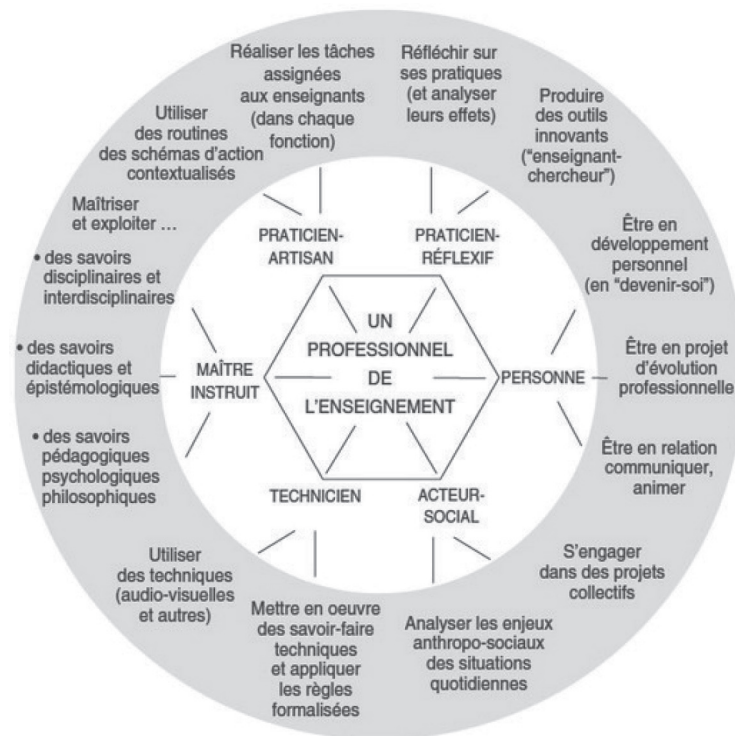 Réaliser les tâches
assignées
aux enseignants
(dans chaque
fonction)
Réfléchir sur
ses pratiques
(et analyser
leurs effets)
Produire
des outils
innovants
("enseignant-
chercheur")
Utiliser
des routines
des schémas d'action
contextualisés
Maîtriser
et exploiter ...
• des savoirs
disciplinaires et
interdisciplinaires
• des savoirs
didactiques et
épistémologiques
• des savoirs
pédagogiques
psychologiques
philosophiques
PRATICIEN-
ARTISAN
PRATICIEN-
RÉFLEXIF
UN
PROFESSIONNEL
DE
L'ENSEIGNEMENT
MAÎTRE
INSTRUIT
PERSONNE
TECHNICIEN
ACTEUR-
SOCIAL
Être en
développement
personnel
(en "devenir-soi")
Être en projet
d'évolution
professionnelle
Être en relation
communiquer,
animer
S'engager
dans des projets
collectifs
Analyser les enjeux
anthropo-sociaux
des situations
quotidiennes
Mettre en oeuvre
des savoir-faire
techniques
et appliquer
les règles
formalisées
Utiliser
des techniques
(audio-visuelles
et autres)